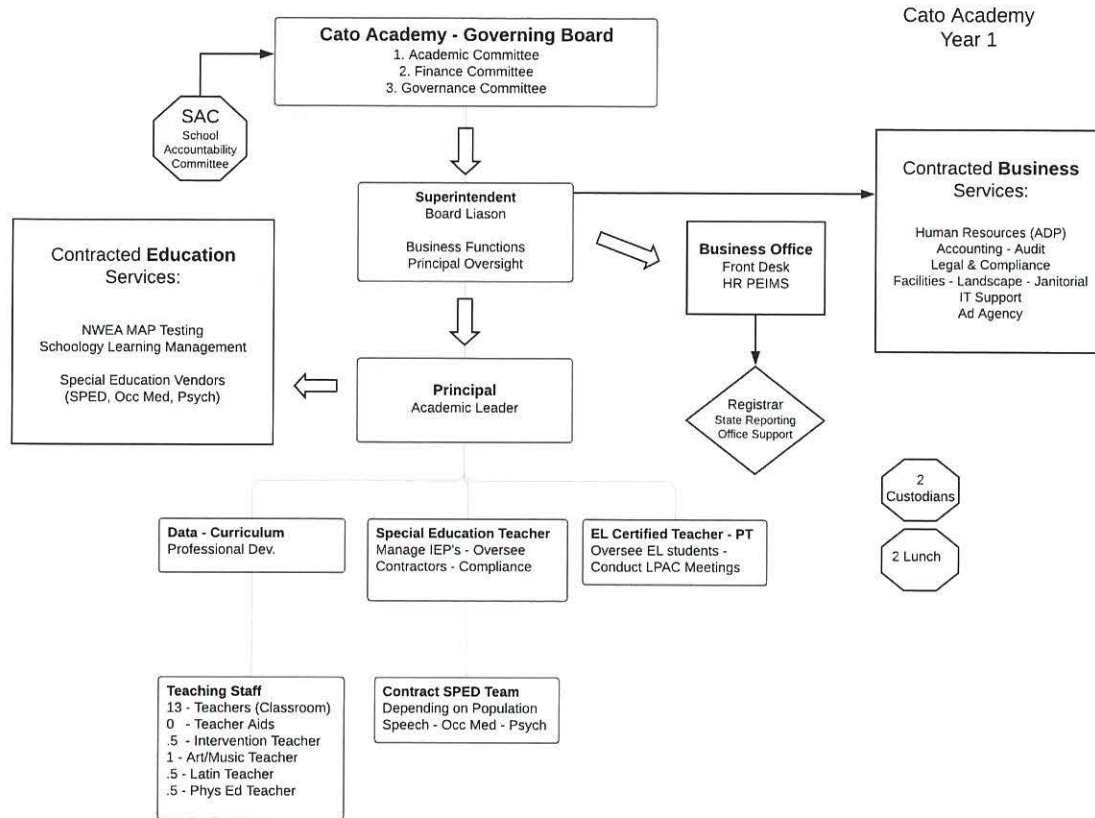 Cato Academy
Year 1
Cato Academy - Governing Board
1. Academic Committee
2. Finance Committee
3. Governance Committee
SAC
School
Accountability
Committee
Superintendent
Board Liason
Business Functions
Principal Oversight
Contracted Business
Services:
Human Resources (ADP)
Accounting - Audit
Legal & Compliance
Facilities - Landscape - Janitorial
IT Support
Ad Agency
Contracted Education
Services:
NWEA MAP Testing
Schoology Learning Management
Special Education Vendors
(SPED, Occ Med, Psych)
Business Office
Front Desk
HR PEIMS
Principal
Academic Leader
Registrar
State Reporting
Office Support
2
Custodians
2 Lunch
Data - Curriculum
Professional Dev.
Special Education Teacher
Manage IEP's - Oversee
Contractors - Compliance
EL Certified Teacher - PT
Oversee EL students -
Conduct LPAC Meetings
Teaching Staff
13 - Teachers (Classroom)
0 - Teacher Aids
.5 - Intervention Teacher
1 - Art/Music Teacher
.5 - Latin Teacher
.5 - Phys Ed Teacher
Contract SPED Team
Depending on Population
Speech - Occ Med - Psych